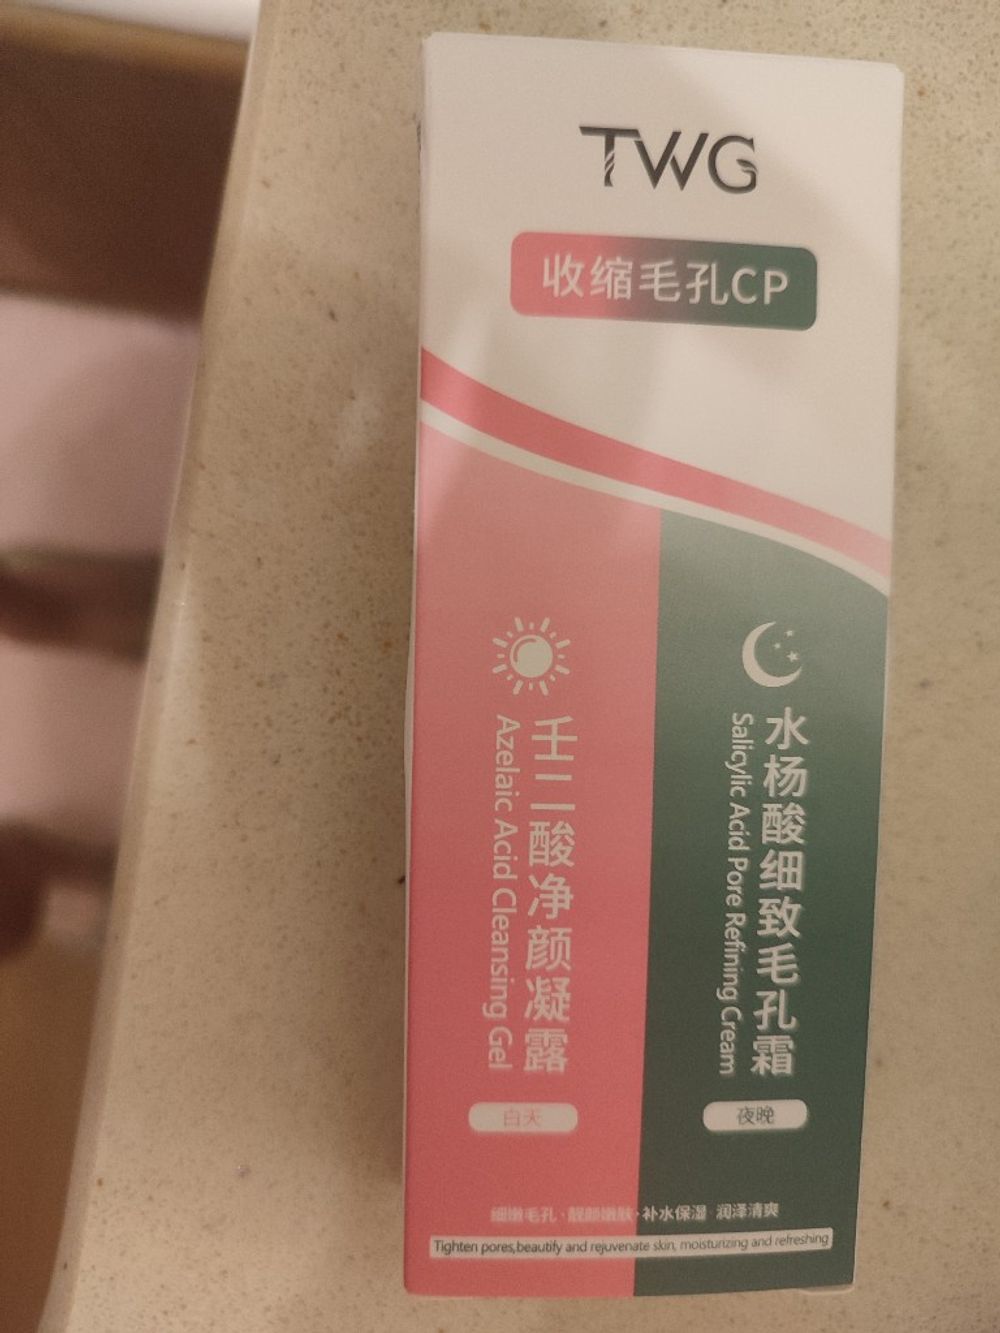 TWG
收缩毛孔CP
壬二酸净颜凝露
Azelaic Acid Cleansing Gel
白天
水杨酸细致毛孔霜
Salicylic Acid Pore Refining Cream
夜晚
细嫩毛孔·靓颜嫩肤·补水保湿 润泽清爽
Tighten pores,beautify and rejuvenate skin, moisturizing and refreshing